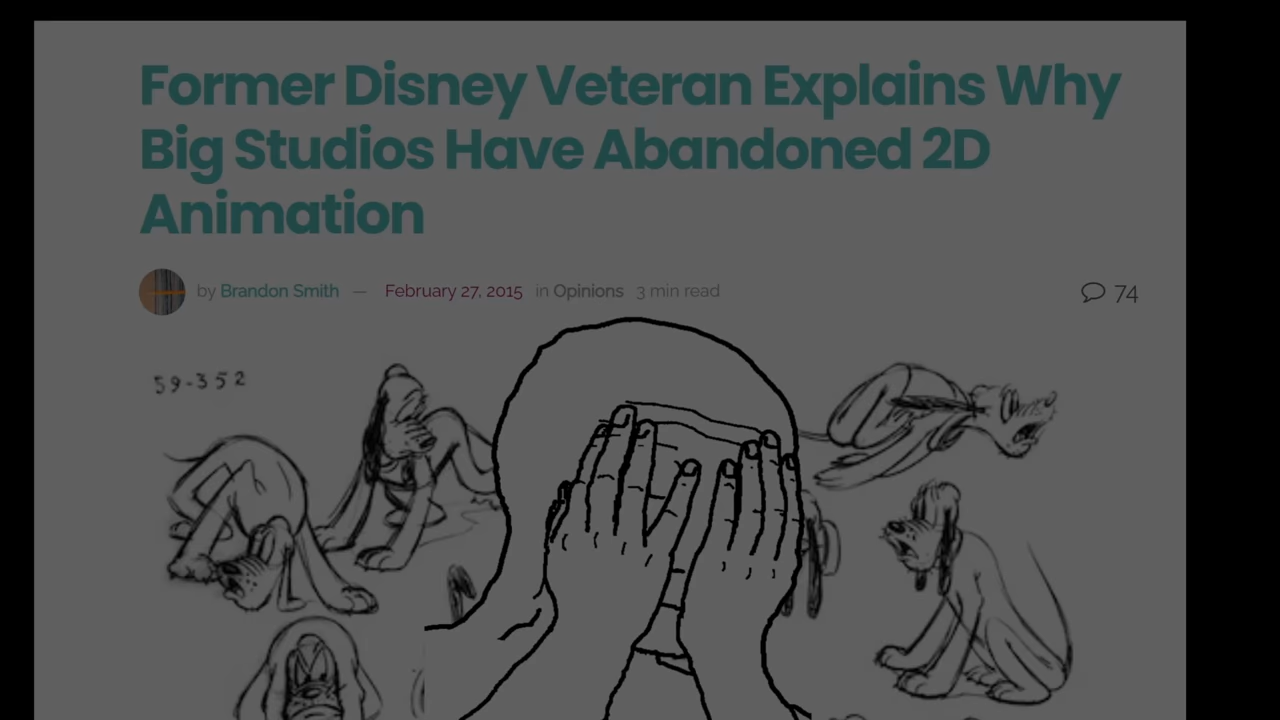 Former Disney Veteran Explains Why
Big Studios Have Abandoned 2D
Animation
by Brandon Smith — February 27, 2015 in Opinions 3 min read 74
59-352